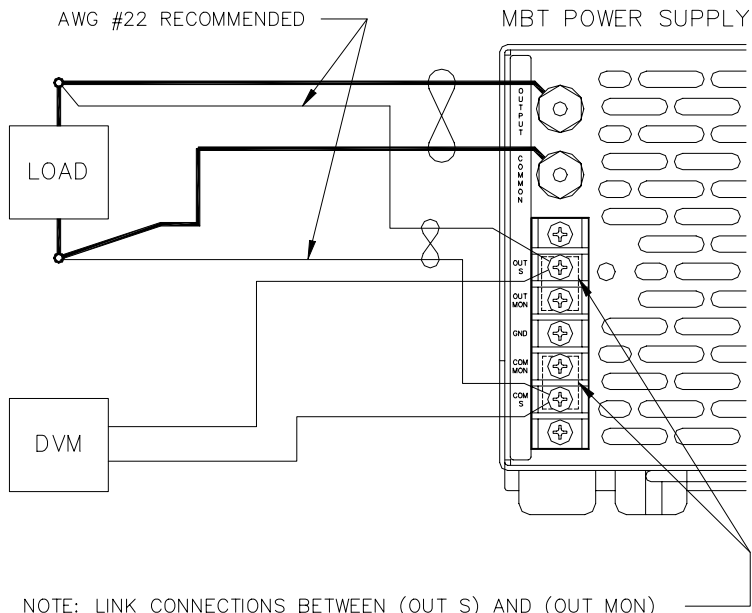 AWG #22 RECOMMENDED
MBT POWER SUPPLY
OUTPUT
COMMON
LOAD
OUT S
OUT MON
GND
COM MON
COM S
DVM
NOTE: LINK CONNECTIONS BETWEEN (OUT S) AND (OUT MON)